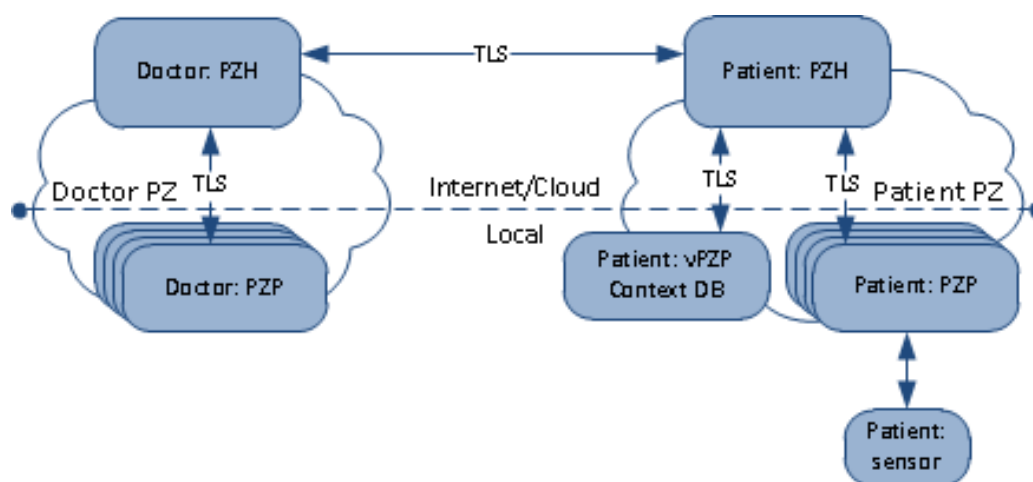 Doctor: PZH
TLS
Patient: PZH
TLS
TLS
TLS
Doctor PZ
Internet/Cloud
Patient PZ
Local
Doctor: PZP
Patient: vPZP
Context DB
Patient: PZP
Patient:
sensor